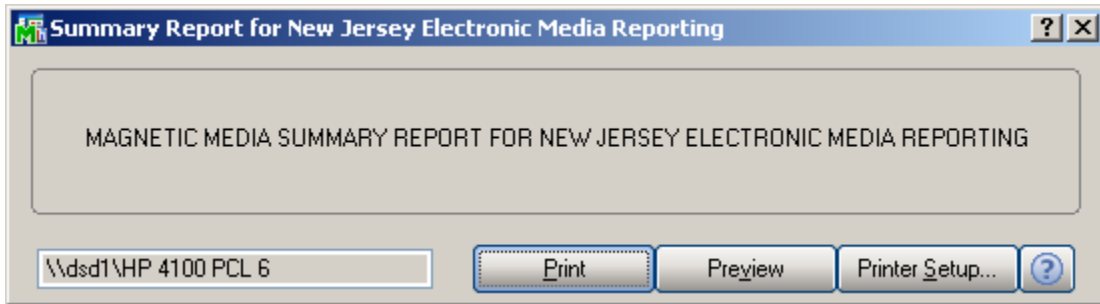 Summary Report for New Jersey Electronic Media Reporting
? X
MAGNETIC MEDIA SUMMARY REPORT FOR NEW JERSEY ELECTRONIC MEDIA REPORTING
\\dsd1\HP 4100 PCL 6
Print Preview Printer Setup... ?